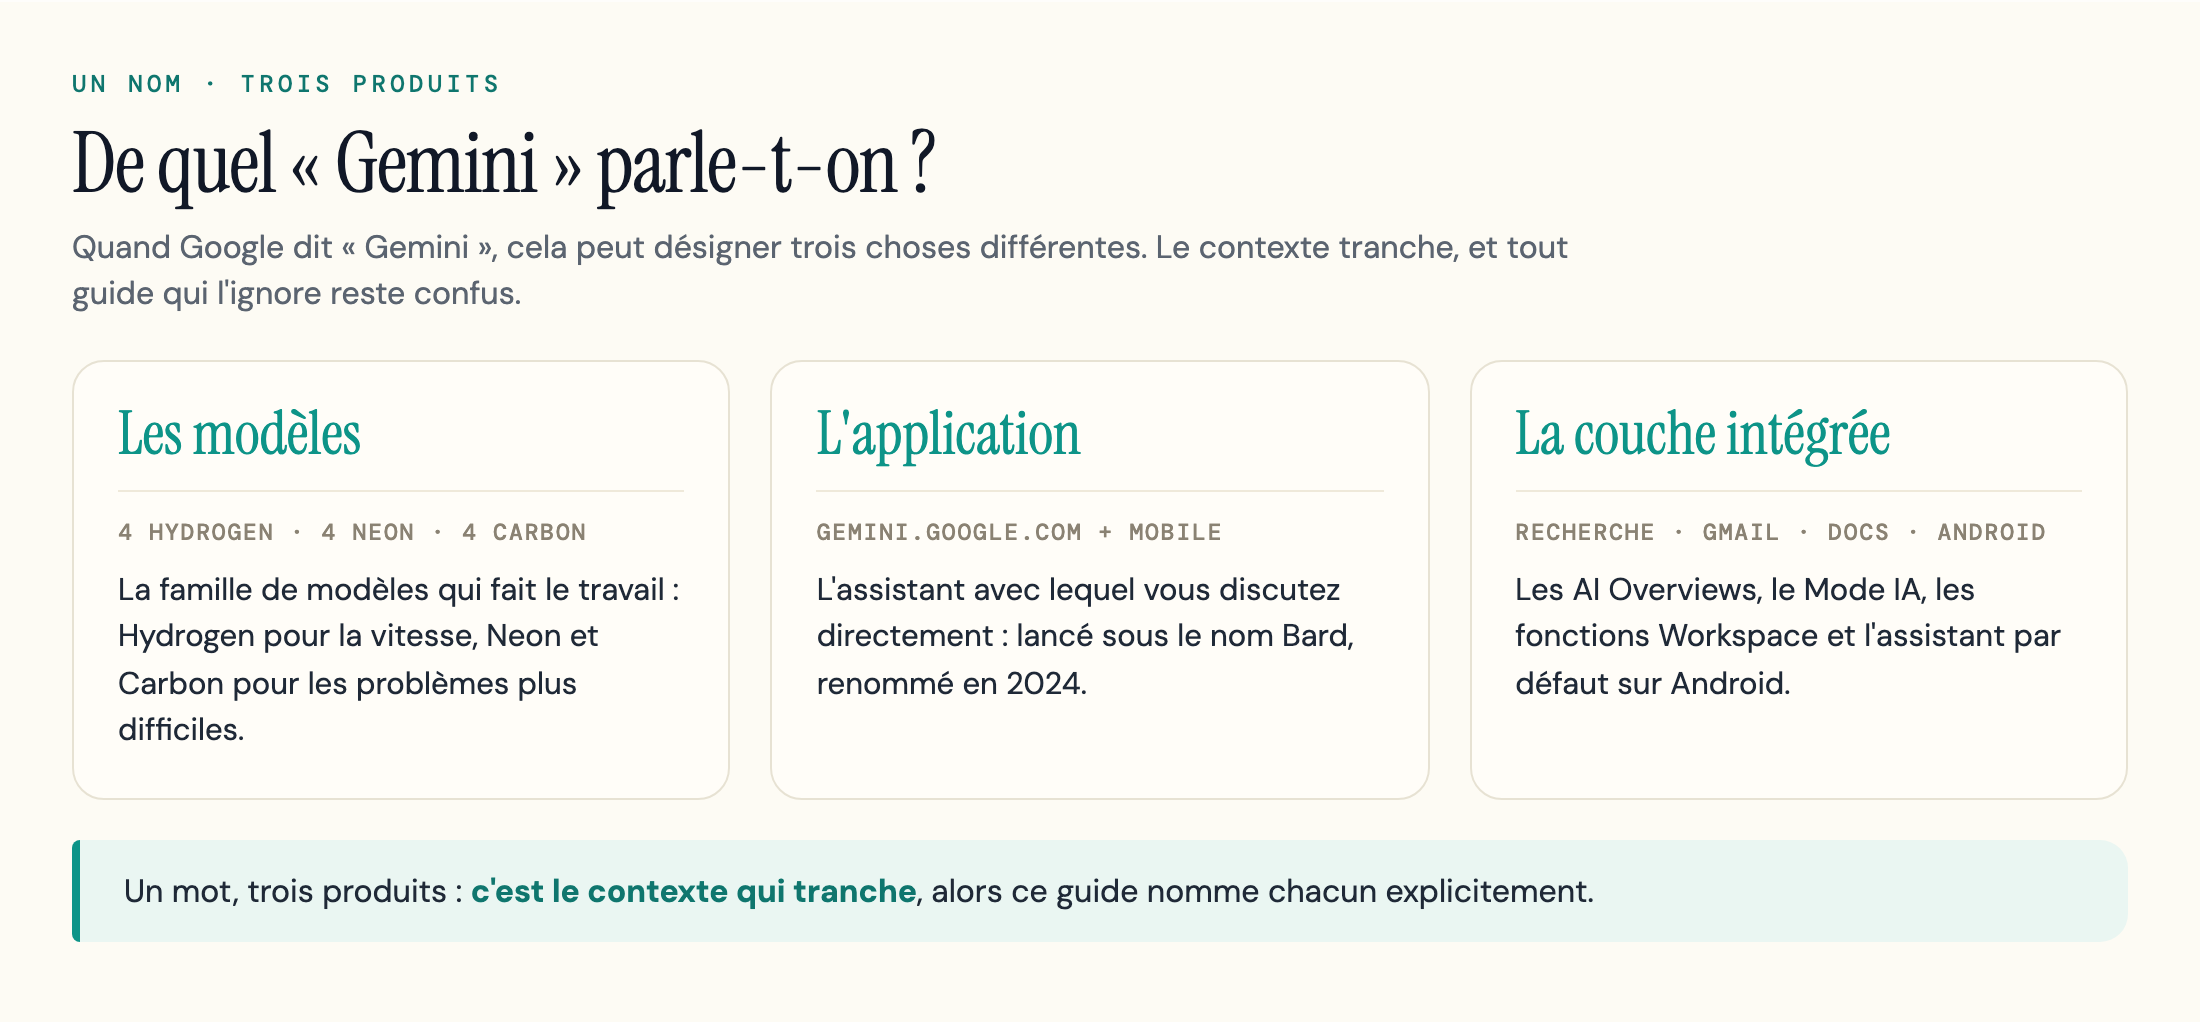 UN NOM · TROIS PRODUITS
De quel « Gemini » parle-t-on ?
Quand Google dit « Gemini », cela peut désigner trois choses différentes. Le contexte tranche, et tout
guide qui l'ignore reste confus.
Les modèles
4 HYDROGEN · 4 NEON · 4 CARBON
La famille de modèles qui fait le travail :
Hydrogen pour la vitesse, Neon et
Carbon pour les problèmes plus
difficiles.
L'application
GEMINI.GOOGLE.COM + MOBILE
L'assistant avec lequel vous discutez
directement : lancé sous le nom Bard,
renommé en 2024.
La couche intégrée
RECHERCHE · GMAIL · DOCS · ANDROID
Les AI Overviews, le Mode IA, les
fonctions Workspace et l'assistant par
défaut sur Android.
Un mot, trois produits : c'est le contexte qui tranche, alors ce guide nomme chacun explicitement.